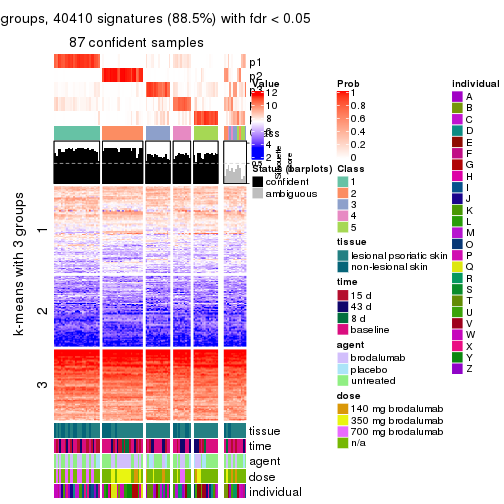 groups, 40410 signatures (88.5%) with fdr < 0.05
87 confident samples
p1
p2
Value
12
10
8
6
4
2
0
Silhouette
score
Status (barplots)
confident
ambiguous
Prob
1
0.8
0.6
0.4
0.2
0
Class
1
2
3
4
5
tissue
lesional psoriatic skin
non-lesional skin
time
15 d
43 d
8 d
baseline
agent
brodalumab
placebo
untreated
dose
140 mg brodalumab
350 mg brodalumab
700 mg brodalumab
n/a
individual
A
B
C
D
E
F
G
H
I
J
K
L
M
O
P
Q
R
S
T
U
V
W
X
Y
Z
k-means with 3 groups
1
2
3
tissue
time
agent
dose
individual